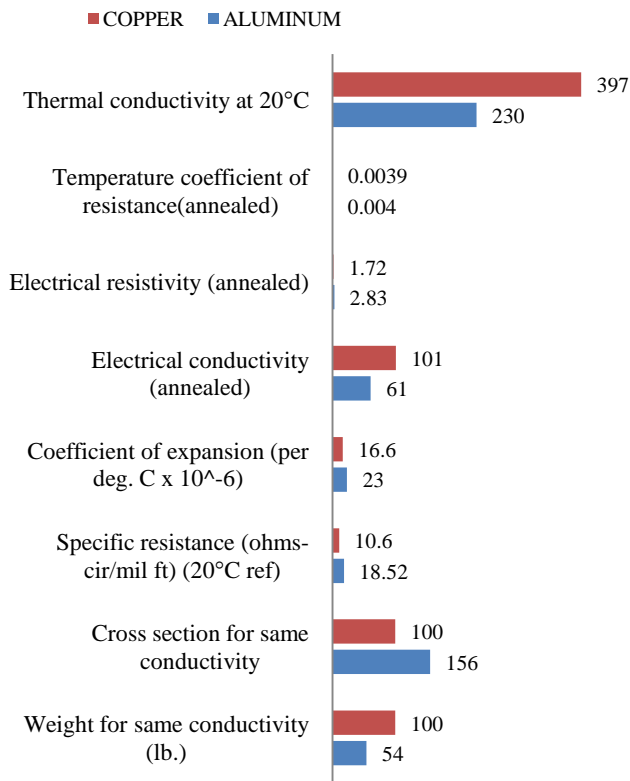 COPPER ALUMINUM
Thermal conductivity at 20°C
397
230
Temperature coefficient of
resistance(annealed)
0.0039
0.004
Electrical resistivity (annealed)
1.72
2.83
Electrical conductivity
(annealed)
101
61
Coefficient of expansion (per
deg. C x 10^-6)
16.6
23
Specific resistance (ohms-
cir/mil ft) (20°C ref)
10.6
18.52
Cross section for same
conductivity
100
156
Weight for same conductivity
(lb.)
100
54